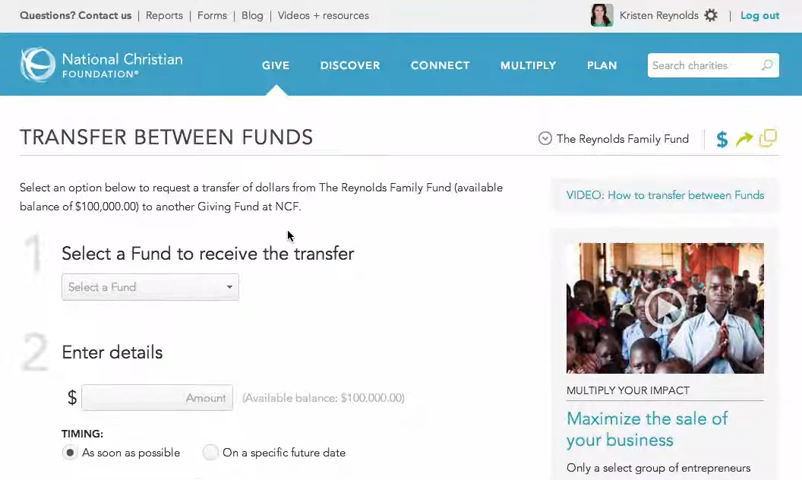 Questions? Contact us | Reports | Forms | Blog | Videos + resources
Kristen Reynolds | Log out
National Christian
FOUNDATION®
GIVE DISCOVER CONNECT MULTIPLY PLAN
Search charities
TRANSFER BETWEEN FUNDS
The Reynolds Family Fund
$
Select an option below to request a transfer of dollars from The Reynolds Family Fund (available
balance of $100,000.00) to another Giving Fund at NCF.
VIDEO: How to transfer between Funds
1 Select a Fund to receive the transfer
Select a Fund
2 Enter details
$ Amount (Available balance: $100,000.00)
TIMING:
As soon as possible On a specific future date
MULTIPLY YOUR IMPACT
Maximize the sale of
your business
Only a select group of entrepreneurs